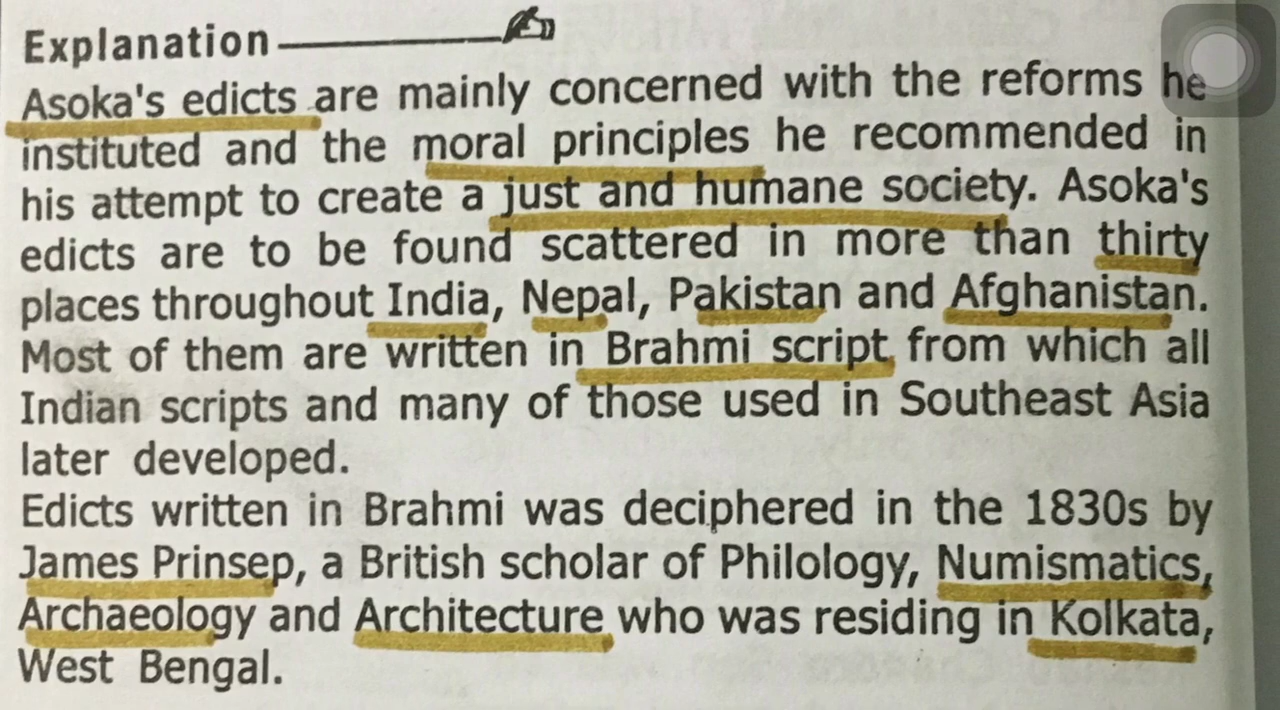 Explanation
Asoka's edicts are mainly concerned with the reforms he
instituted and the moral principles he recommended in
his attempt to create a just and humane society. Asoka's
edicts are to be found scattered in more than thirty
places throughout India, Nepal, Pakistan and Afghanistan.
Most of them are written in Brahmi script from which all
Indian scripts and many of those used in Southeast Asia
later developed.
Edicts written in Brahmi was deciphered in the 1830s by
James Prinsep, a British scholar of Philology, Numismatics,
Archaeology and Architecture who was residing in Kolkata,
West Bengal.